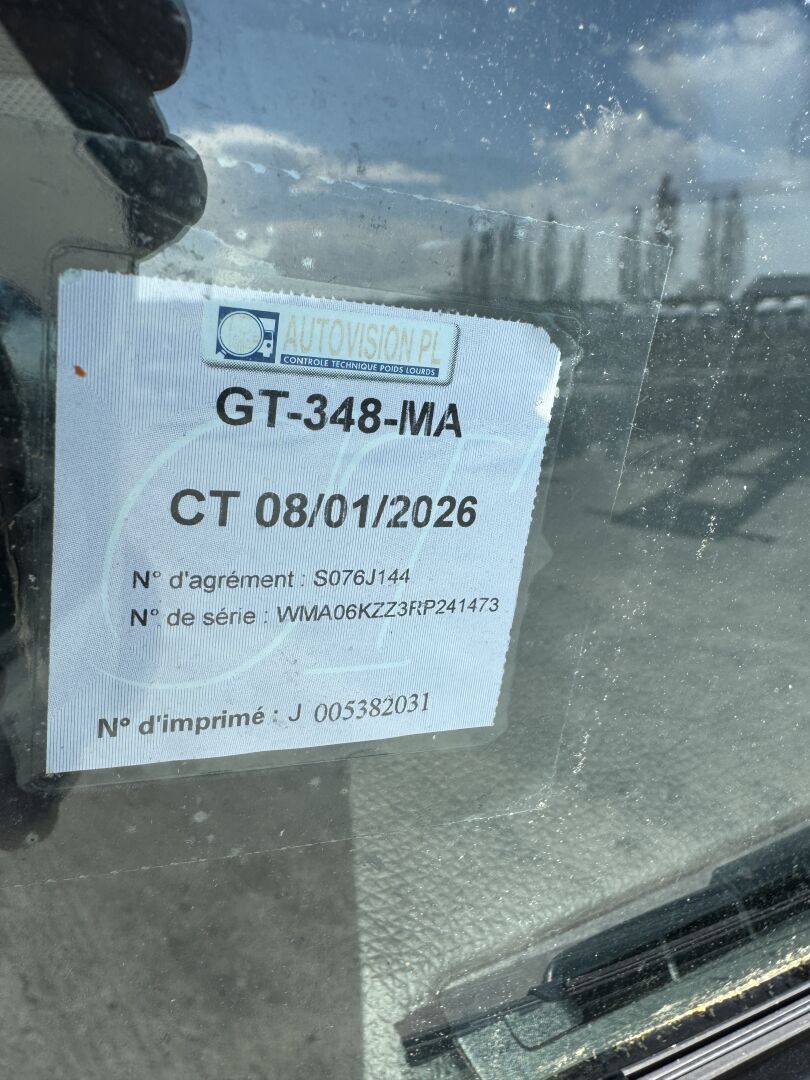 AUTOVISION PL
CONTROLE TECHNIQUE POIDS LOURDS
GT-348-MA
CT 08/01/2026
N° d'agrément : S076J144
N° de série : WMA06KZZ3RP241473
N° d'imprimé : J 005382031